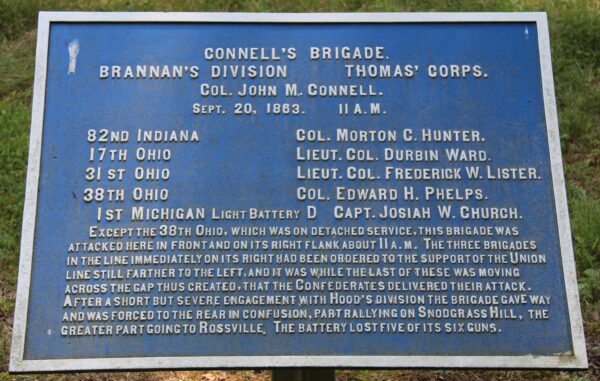 CONNELL'S BRIGADE.
BRANNAN'S DIVISION THOMAS' CORPS.
COL. JOHN M. CONNELL.
SEPT. 20, 1863. 11 A.M.
82ND INDIANA COL. MORTON C. HUNTER.
17TH OHIO LIEUT. COL. DURBIN WARD.
31ST OHIO LIEUT. COL. FREDERICK W. LISTER.
38TH OHIO COL. EDWARD H. PHELPS.
1ST MICHIGAN LIGHT BATTERY D CAPT. JOSIAH W. CHURCH.
EXCEPT THE 38TH OHIO, WHICH WAS ON DETACHED SERVICE, THIS BRIGADE WAS
ATTACKED HERE IN FRONT AND ON ITS RIGHT FLANK ABOUT 11 A.M. THE THREE BRIGADES
IN THE LINE IMMEDIATELY ON ITS RIGHT HAD BEEN ORDERED TO THE SUPPORT OF THE UNION
LINE STILL FARTHER TO THE LEFT, AND IT WAS WHILE THE LAST OF THESE WAS MOVING
ACROSS THE GAP THUS CREATED, THAT THE CONFEDERATES DELIVERED THEIR ATTACK.
AFTER A SHORT BUT SEVERE ENGAGEMENT WITH HOOD'S DIVISION THE BRIGADE GAVE WAY
AND WAS FORCED TO THE REAR IN CONFUSION, PART RALLYING ON SNODGRASS HILL, THE
GREATER PART GOING TO ROSSVILLE. THE BATTERY LOST FIVE OF ITS SIX GUNS.